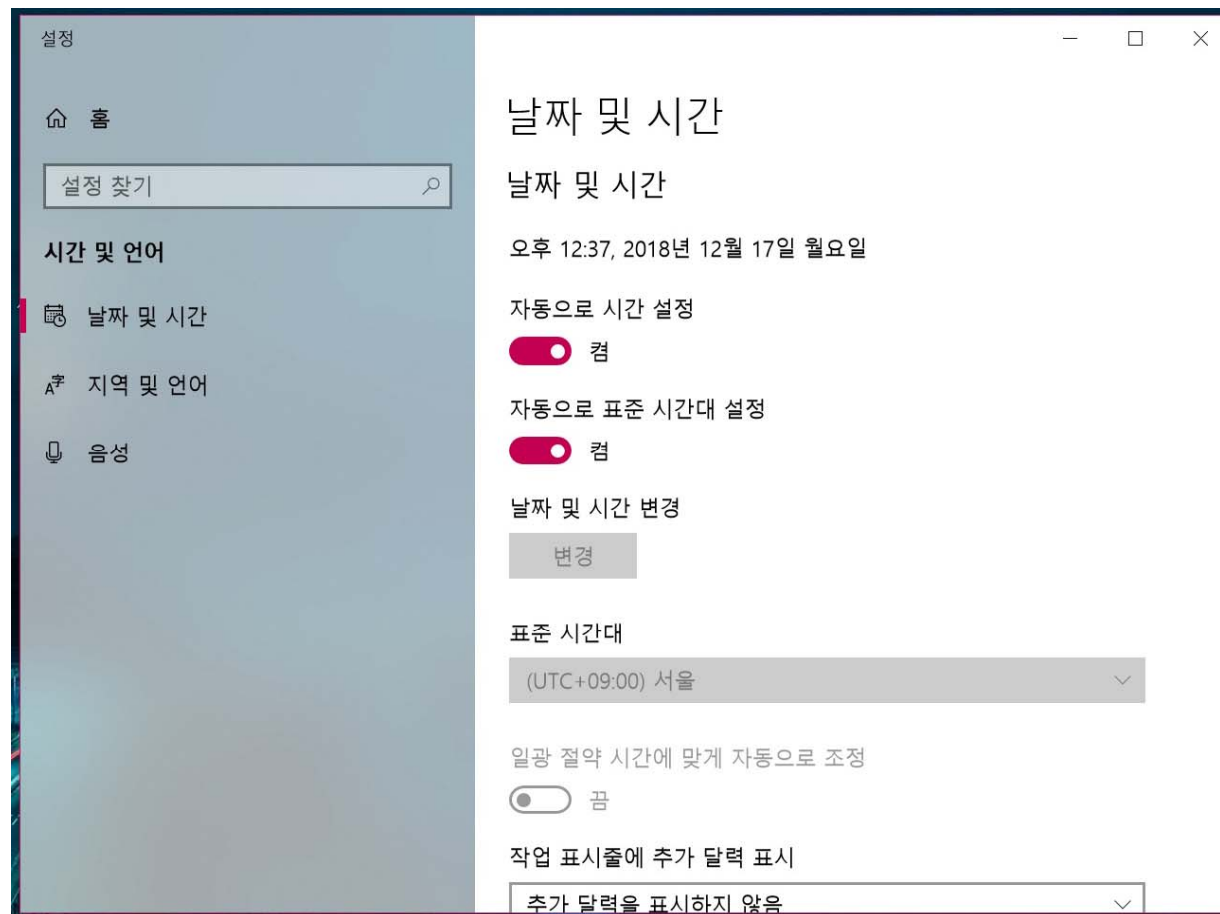 설정
홈
설정 찾기
시간 및 언어
날짜 및 시간
지역 및 언어
음성
날짜 및 시간
날짜 및 시간
오후 12:37, 2018년 12월 17일 월요일
자동으로 시간 설정
켬
자동으로 표준 시간대 설정
켬
날짜 및 시간 변경
변경
표준 시간대
(UTC+09:00) 서울
일광 절약 시간에 맞게 자동으로 조정
끔
작업 표시줄에 추가 달력 표시
추가 달력을 표시하지 않음